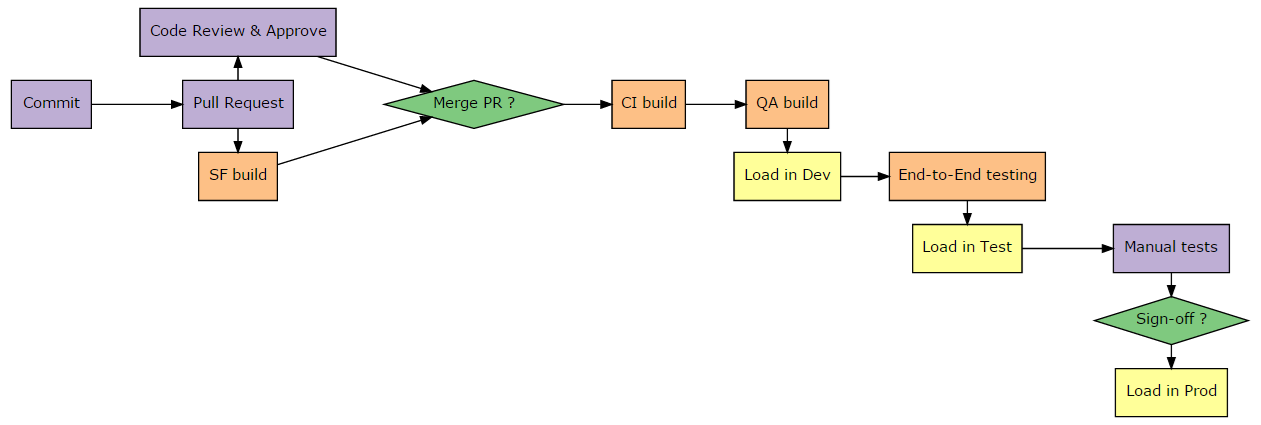 Code Review & Approve
Commit
Pull Request
Merge PR ?
CI build
QA build
SF build
Load in Dev
End-to-End testing
Load in Test
Manual tests
Sign-off ?
Load in Prod